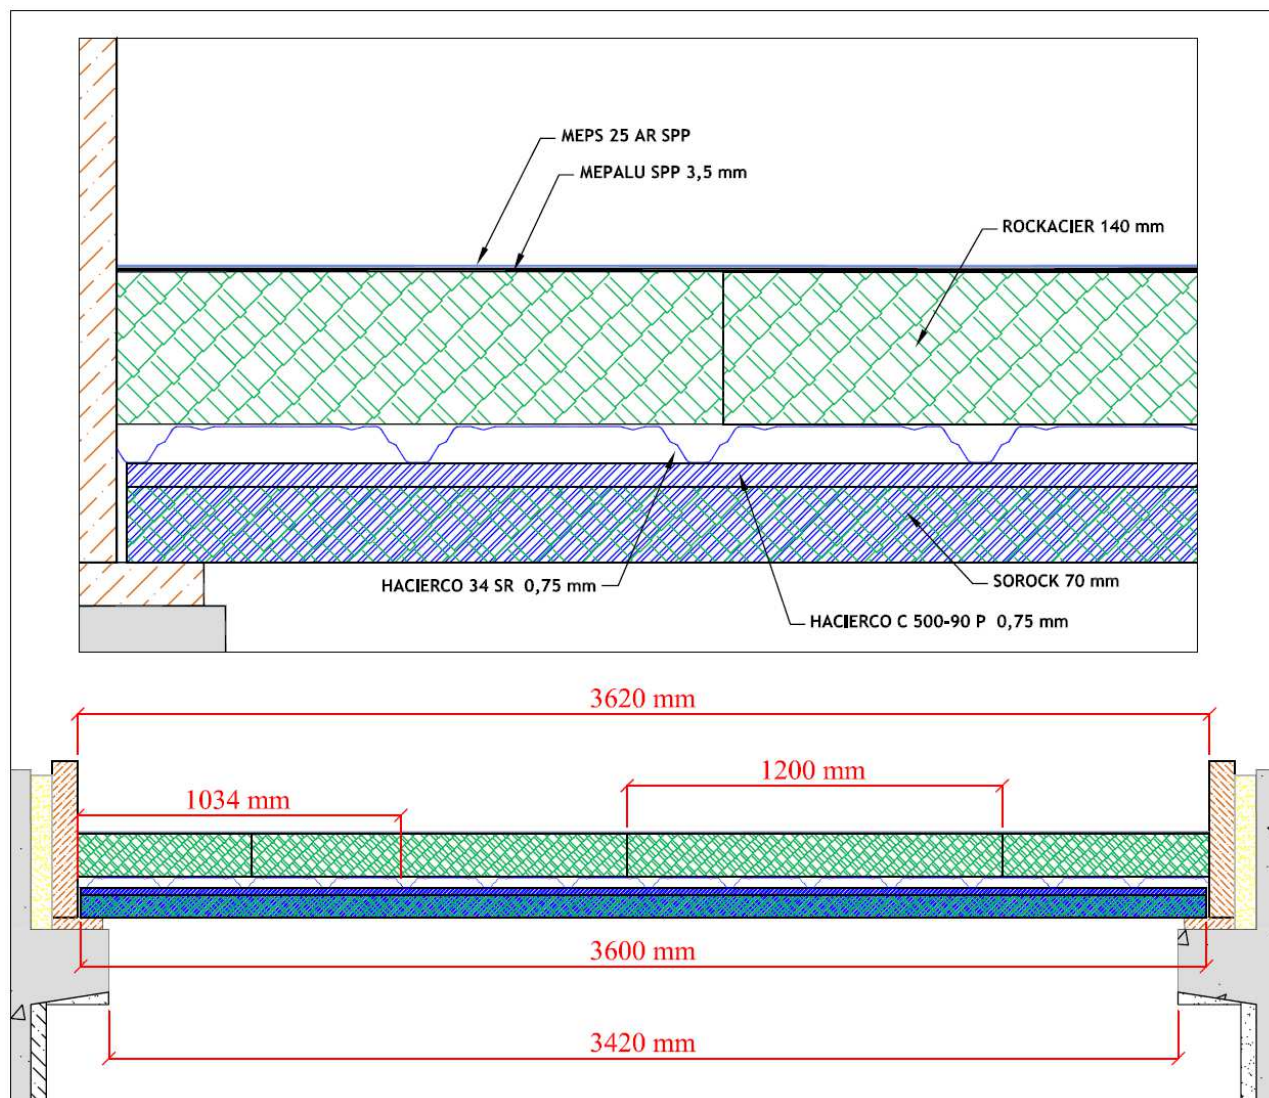 MEPS 25 AR SPP
MEPALU SPP 3,5 mm
ROCKACIER 140 mm
HACIERCO 34 SR 0,75 mm
SOROCK 70 mm
HACIERCO C 500-90 P 0,75 mm
3620 mm
1200 mm
1034 mm
3600 mm
3420 mm